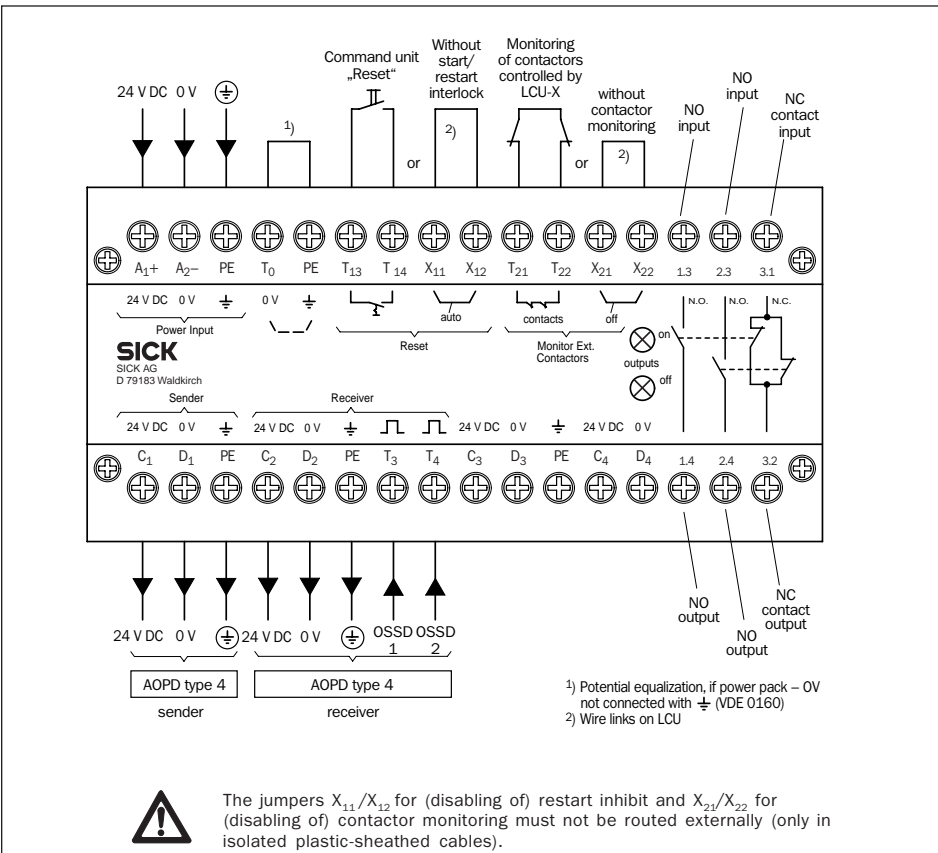 Command unit
„Reset“
Without
start/
restart
interlock
Monitoring
of contactors
controlled by
LCU-X
without
contactor
monitoring
NO
input
NO
input
NC
contact
input
24 V DC 0 V
1)
or
2)
or
2)
A1+ A2– PE T0 PE T13 T 14 X11 X12 T21 T22 X21 X22 1.3 2.3 3.1
24 V DC 0 V 0 V
N.O. N.O. N.C.
Power Input
auto
contacts
off
Reset
Monitor Ext.
Contactors
on
outputs
off
SICK
SICK AG
D 79183 Waldkirch
Sender Receiver
24 V DC 0 V 24 V DC 0 V 24 V DC 0 V 24 V DC 0 V
C1 D1 PE C2 D2 PE T3 T4 C3 D3 PE C4 D4 1.4 2.4 3.2
24 V DC 0 V 24 V DC 0 V OSSD OSSD
1 2
NO
output
NO
output
NC
contact
output
AOPD type 4 AOPD type 4
sender receiver
1) Potential equalization, if power pack – OV
not connected with ⏚ (VDE 0160)
2) Wire links on LCU
The jumpers X11/X12 for (disabling of) restart inhibit and X21/X22 for
(disabling of) contactor monitoring must not be routed externally (only in
isolated plastic-sheathed cables).